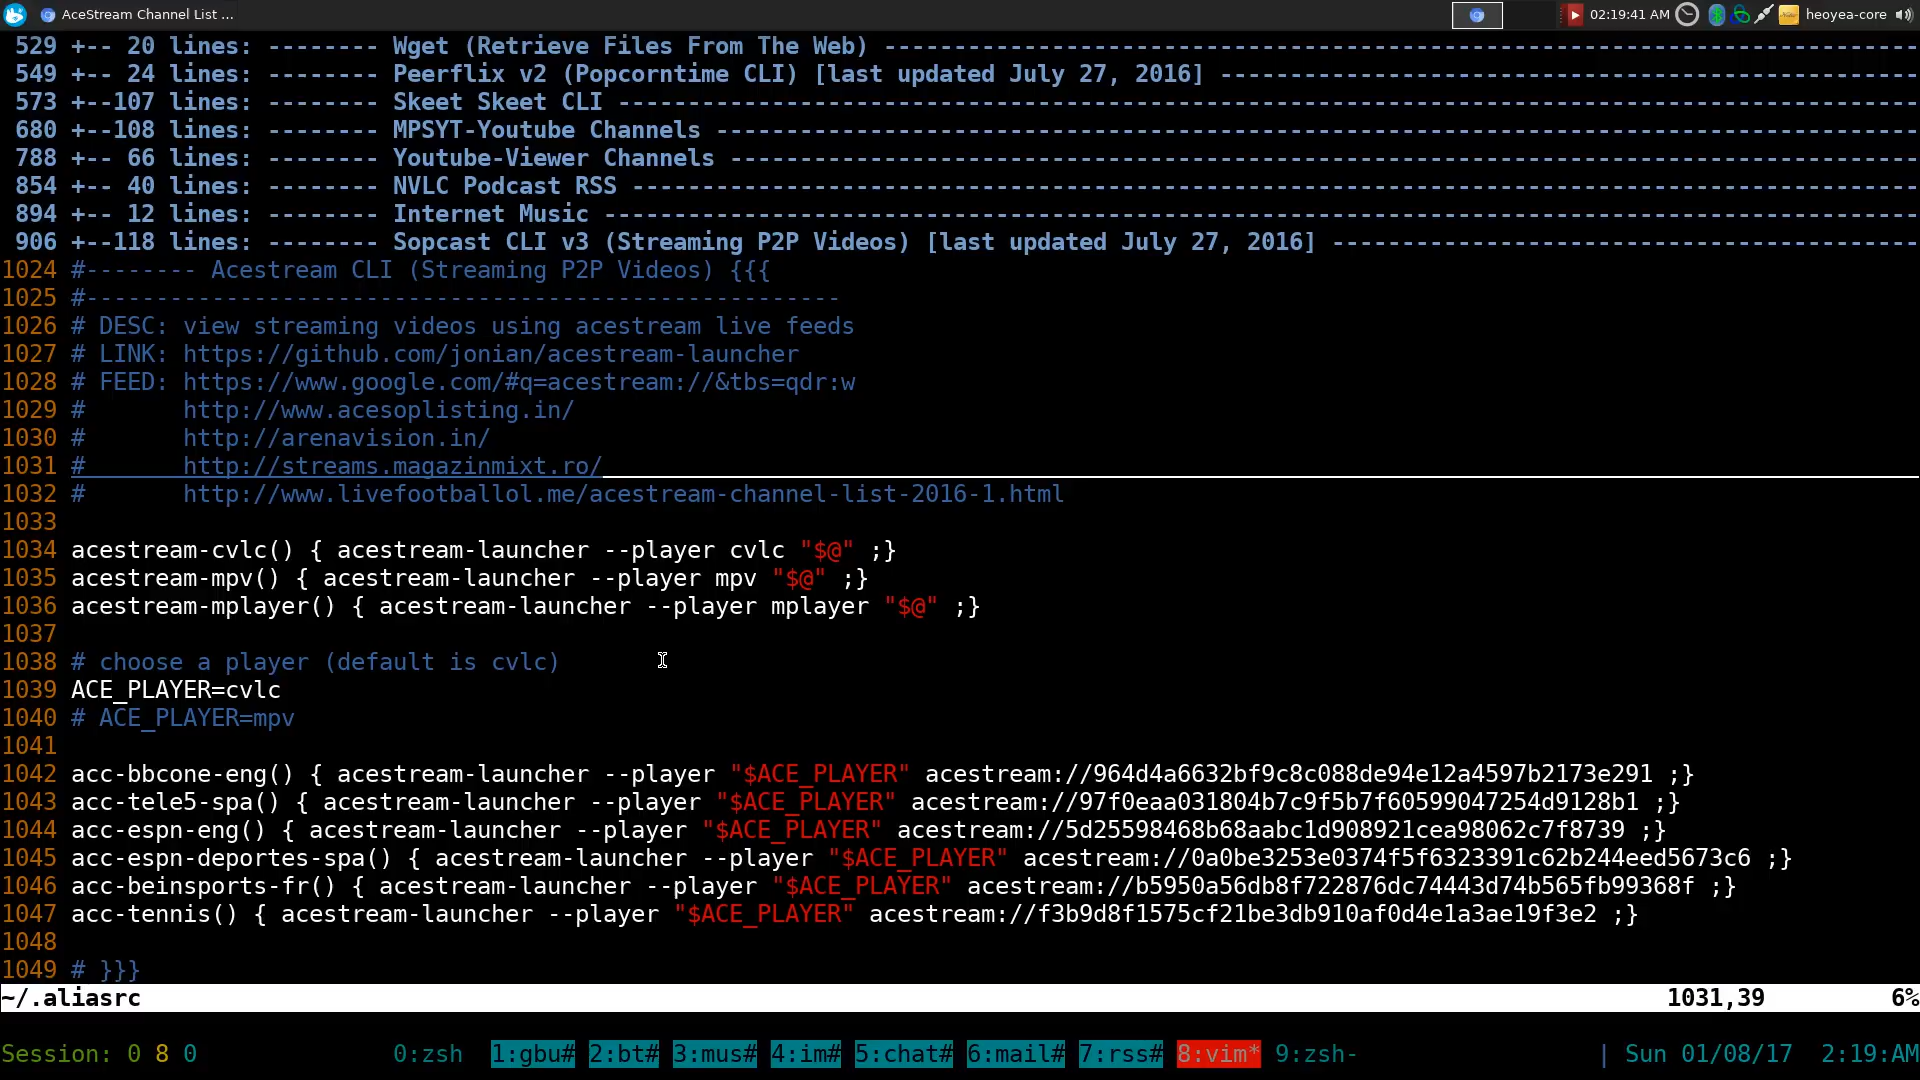 AceStream Channel List ...
02:19:41 AM
heoyea-core
529 +-- 20 lines: -------- Wget (Retrieve Files From The Web) --------------------------------------------------------------------------
549 +-- 24 lines: -------- Peerflix v2 (Popcorntime CLI) [last updated July 27, 2016] --------------------------------------------------
573 +--107 lines: -------- Skeet Skeet CLI ---------------------------------------------------------------------------------------------
680 +--108 lines: -------- MPSYT-Youtube Channels --------------------------------------------------------------------------------------
788 +-- 66 lines: -------- Youtube-Viewer Channels -------------------------------------------------------------------------------------
854 +-- 40 lines: -------- NVLC Podcast RSS --------------------------------------------------------------------------------------------
894 +-- 12 lines: -------- Internet Music ----------------------------------------------------------------------------------------------
906 +--118 lines: -------- Sopcast CLI v3 (Streaming P2P Videos) [last updated July 27, 2016] ------------------------------------------
1024 #-------- Acestream CLI (Streaming P2P Videos) {{{
1025 #------------------------------------------------------
1026 # DESC: view streaming videos using acestream live feeds
1027 # LINK: https://github.com/jonian/acestream-launcher
1028 # FEED: https://www.google.com/#q=acestream://&tbs=qdr:w
1029 #       http://www.acesoplisting.in/
1030 #       http://arenavision.in/
1031 #       http://streams.magazinmixt.ro/
1032 #       http://www.livefootballol.me/acestream-channel-list-2016-1.html
1033
1034 acestream-cvlc() { acestream-launcher --player cvlc "$@" ;}
1035 acestream-mpv() { acestream-launcher --player mpv "$@" ;}
1036 acestream-mplayer() { acestream-launcher --player mplayer "$@" ;}
1037
1038 # choose a player (default is cvlc)
1039 ACE_PLAYER=cvlc
1040 # ACE_PLAYER=mpv
1041
1042 acc-bbcone-eng() { acestream-launcher --player "$ACE_PLAYER" acestream://964d4a6632bf9c8c088de94e12a4597b2173e291 ;}
1043 acc-tele5-spa() { acestream-launcher --player "$ACE_PLAYER" acestream://97f0eaa031804b7c9f5b7f60599047254d9128b1 ;}
1044 acc-espn-eng() { acestream-launcher --player "$ACE_PLAYER" acestream://5d25598468b68aabc1d908921cea98062c7f8739 ;}
1045 acc-espn-deportes-spa() { acestream-launcher --player "$ACE_PLAYER" acestream://0a0be3253e0374f5f6323391c62b244eed5673c6 ;}
1046 acc-beinsports-fr() { acestream-launcher --player "$ACE_PLAYER" acestream://b5950a56db8f722876dc74443d74b565fb99368f ;}
1047 acc-tennis() { acestream-launcher --player "$ACE_PLAYER" acestream://f3b9d8f1575cf21be3db910af0d4e1a3ae19f3e2 ;}
1048
1049 # }}}
~/.aliasrc 1031,39 6%
Session: 0 8 0 0:zsh 1:gbu# 2:bt# 3:mus# 4:im# 5:chat# 6:mail# 7:rss# 8:vim* 9:zsh- | Sun 01/08/17 2:19:AM